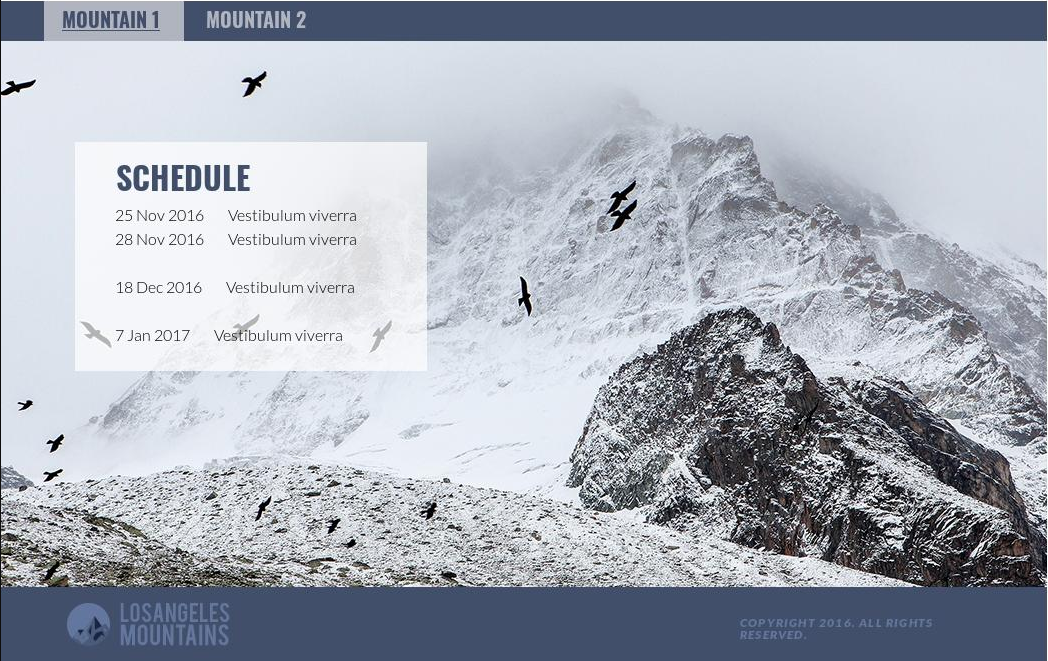 MOUNTAIN 1 MOUNTAIN 2
SCHEDULE
25 Nov 2016 Vestibulum viverra
28 Nov 2016 Vestibulum viverra
18 Dec 2016 Vestibulum viverra
7 Jan 2017 Vestibulum viverra
LOSANGELES
MOUNTAINS
COPYRIGHT 2016. ALL RIGHTS
RESERVED.